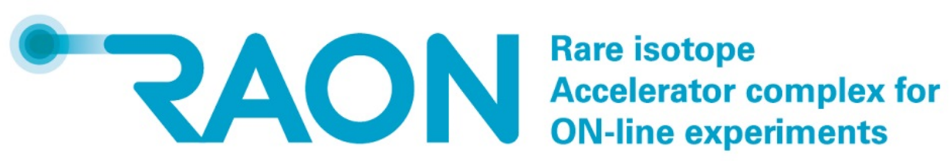 RAON
Rare isotope
Accelerator complex for
ON-line experiments